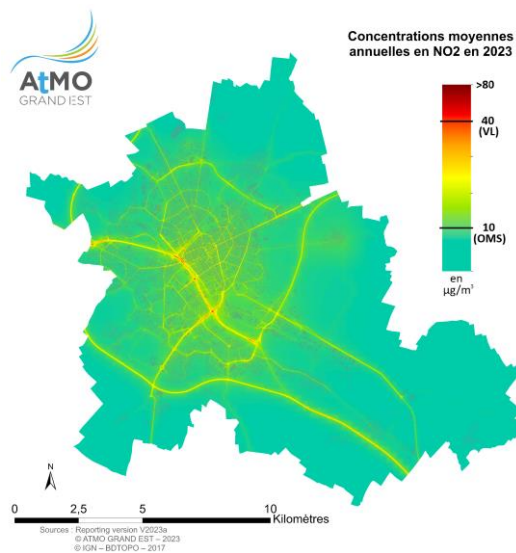 AtMO
GRAND EST
Concentrations moyennes
annuelles en NO2 en 2023
>80
40
(VL)
10
(OMS)
en
µg/m³
N
0 2,5 5 10
Kilomètres
Sources : Reporting version V2023a
© ATMO GRAND EST – 2023
© IGN – BDTOPO – 2017